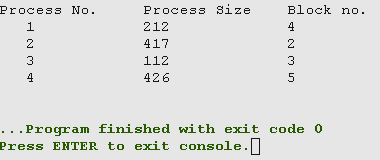 Process No.     Process Size    Block no.
   1            212             4
   2            417             2
   3            112             3
   4            426             5
...Program finished with exit code 0
Press ENTER to exit console.